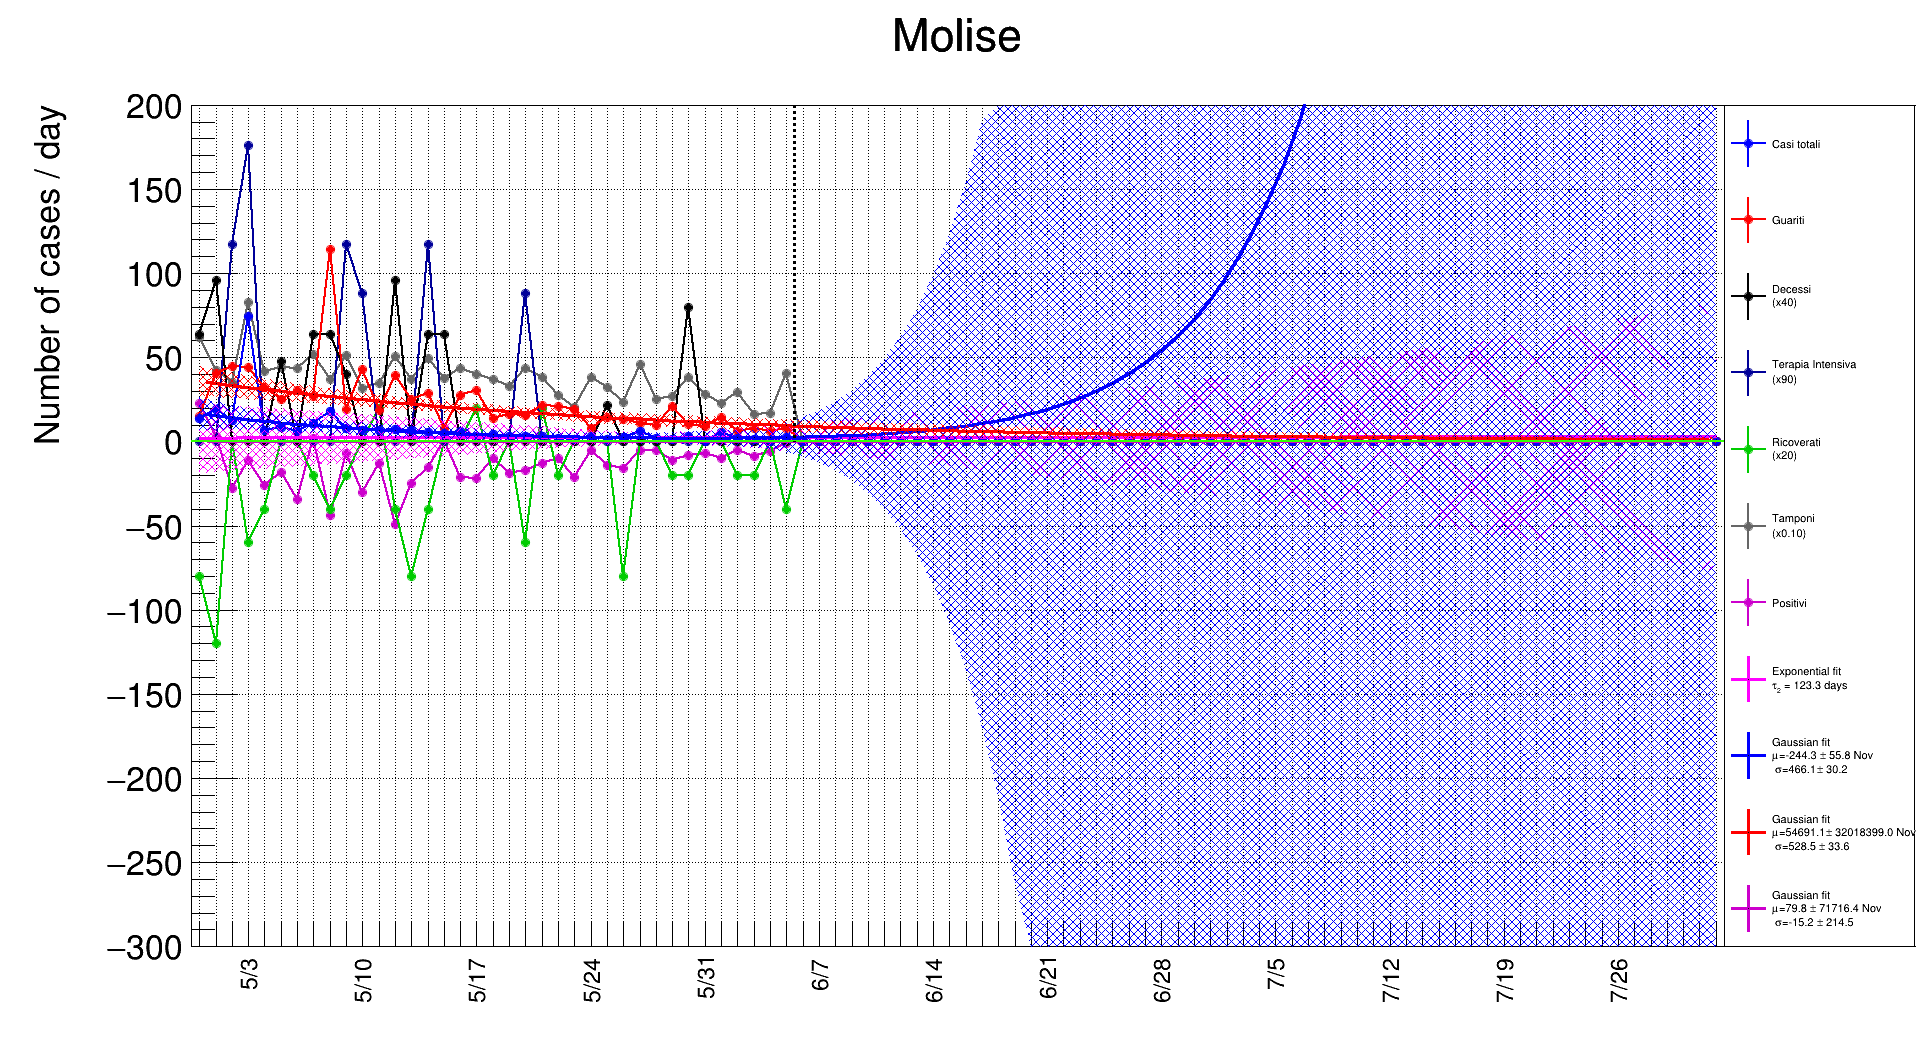 Molise
Number of cases / day
200
150
100
50
0
−50
−100
−150
−200
−250
−300
5/3
5/10
5/17
5/24
5/31
6/7
6/14
6/21
6/28
7/5
7/12
7/19
7/26
Casi totali
Guariti
Decessi
(x40)
Terapia Intensiva
(x90)
Ricoverati
(x20)
Tamponi
(x0.10)
Positivi
Exponential fit
τ₂ = 123.3 days
Gaussian fit
μ=-244.3 ± 55.8 Nov
σ=466.1 ± 30.2
Gaussian fit
μ=54691.1 ± 32018399.0 Nov
σ=528.5 ± 33.6
Gaussian fit
μ=79.8 ± 71716.4 Nov
σ=-15.2 ± 214.5